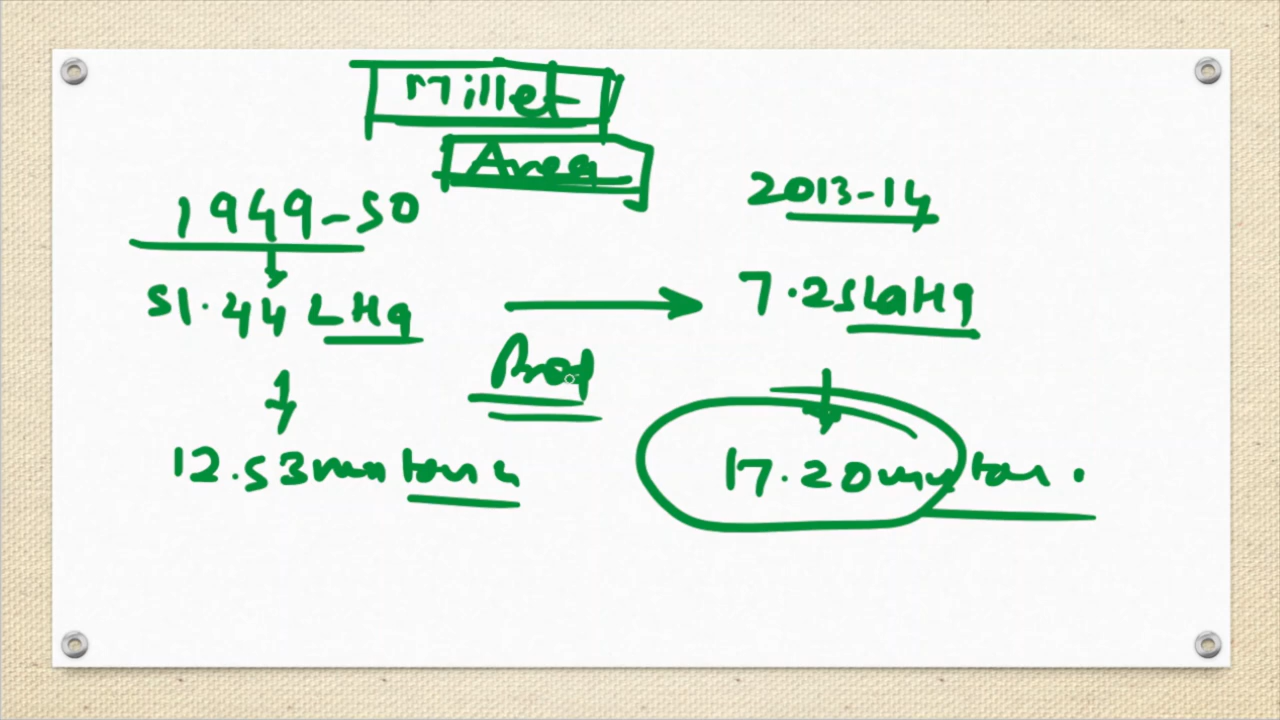 Millet
Area
1949-50
2013-14
51.44 LHa
7.25 LaHa
Prod
12.53 mn ton
17.20 mn ton.